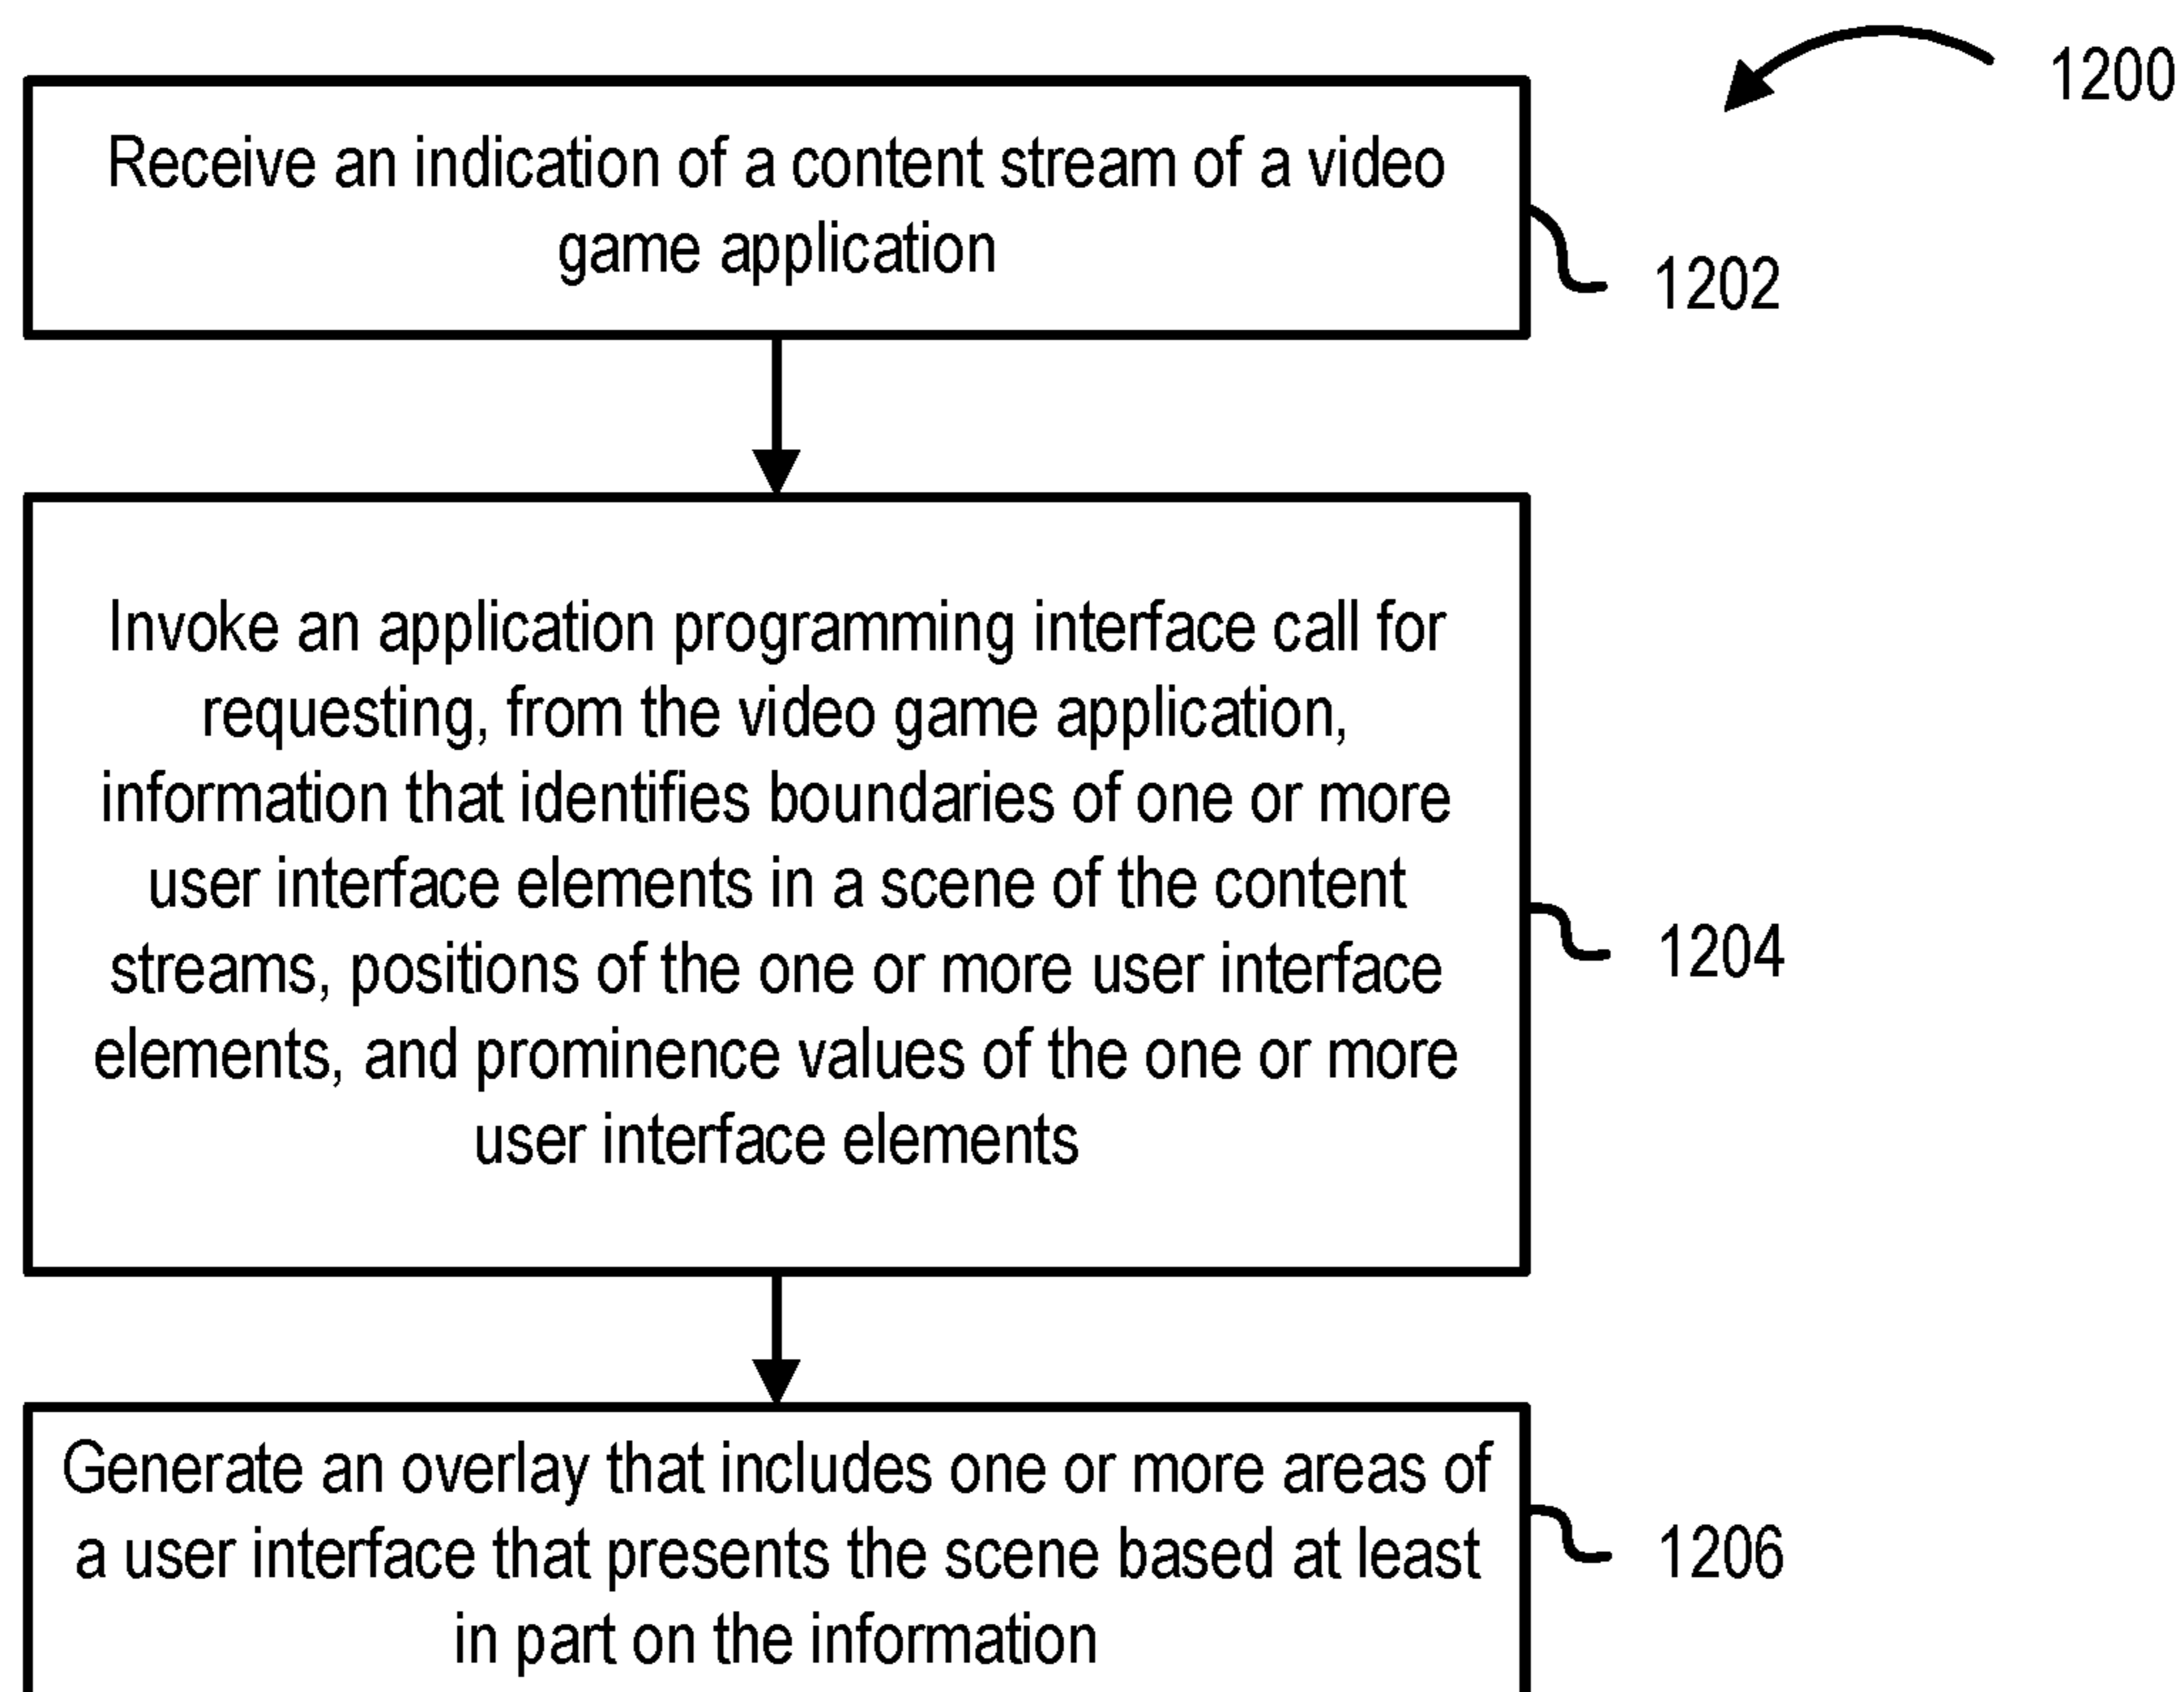 1200
Receive an indication of a content stream of a video
game application
1202
Invoke an application programming interface call for
requesting, from the video game application,
information that identifies boundaries of one or more
user interface elements in a scene of the content
streams, positions of the one or more user interface
elements, and prominence values of the one or more
user interface elements
1204
Generate an overlay that includes one or more areas of
a user interface that presents the scene based at least
in part on the information
1206